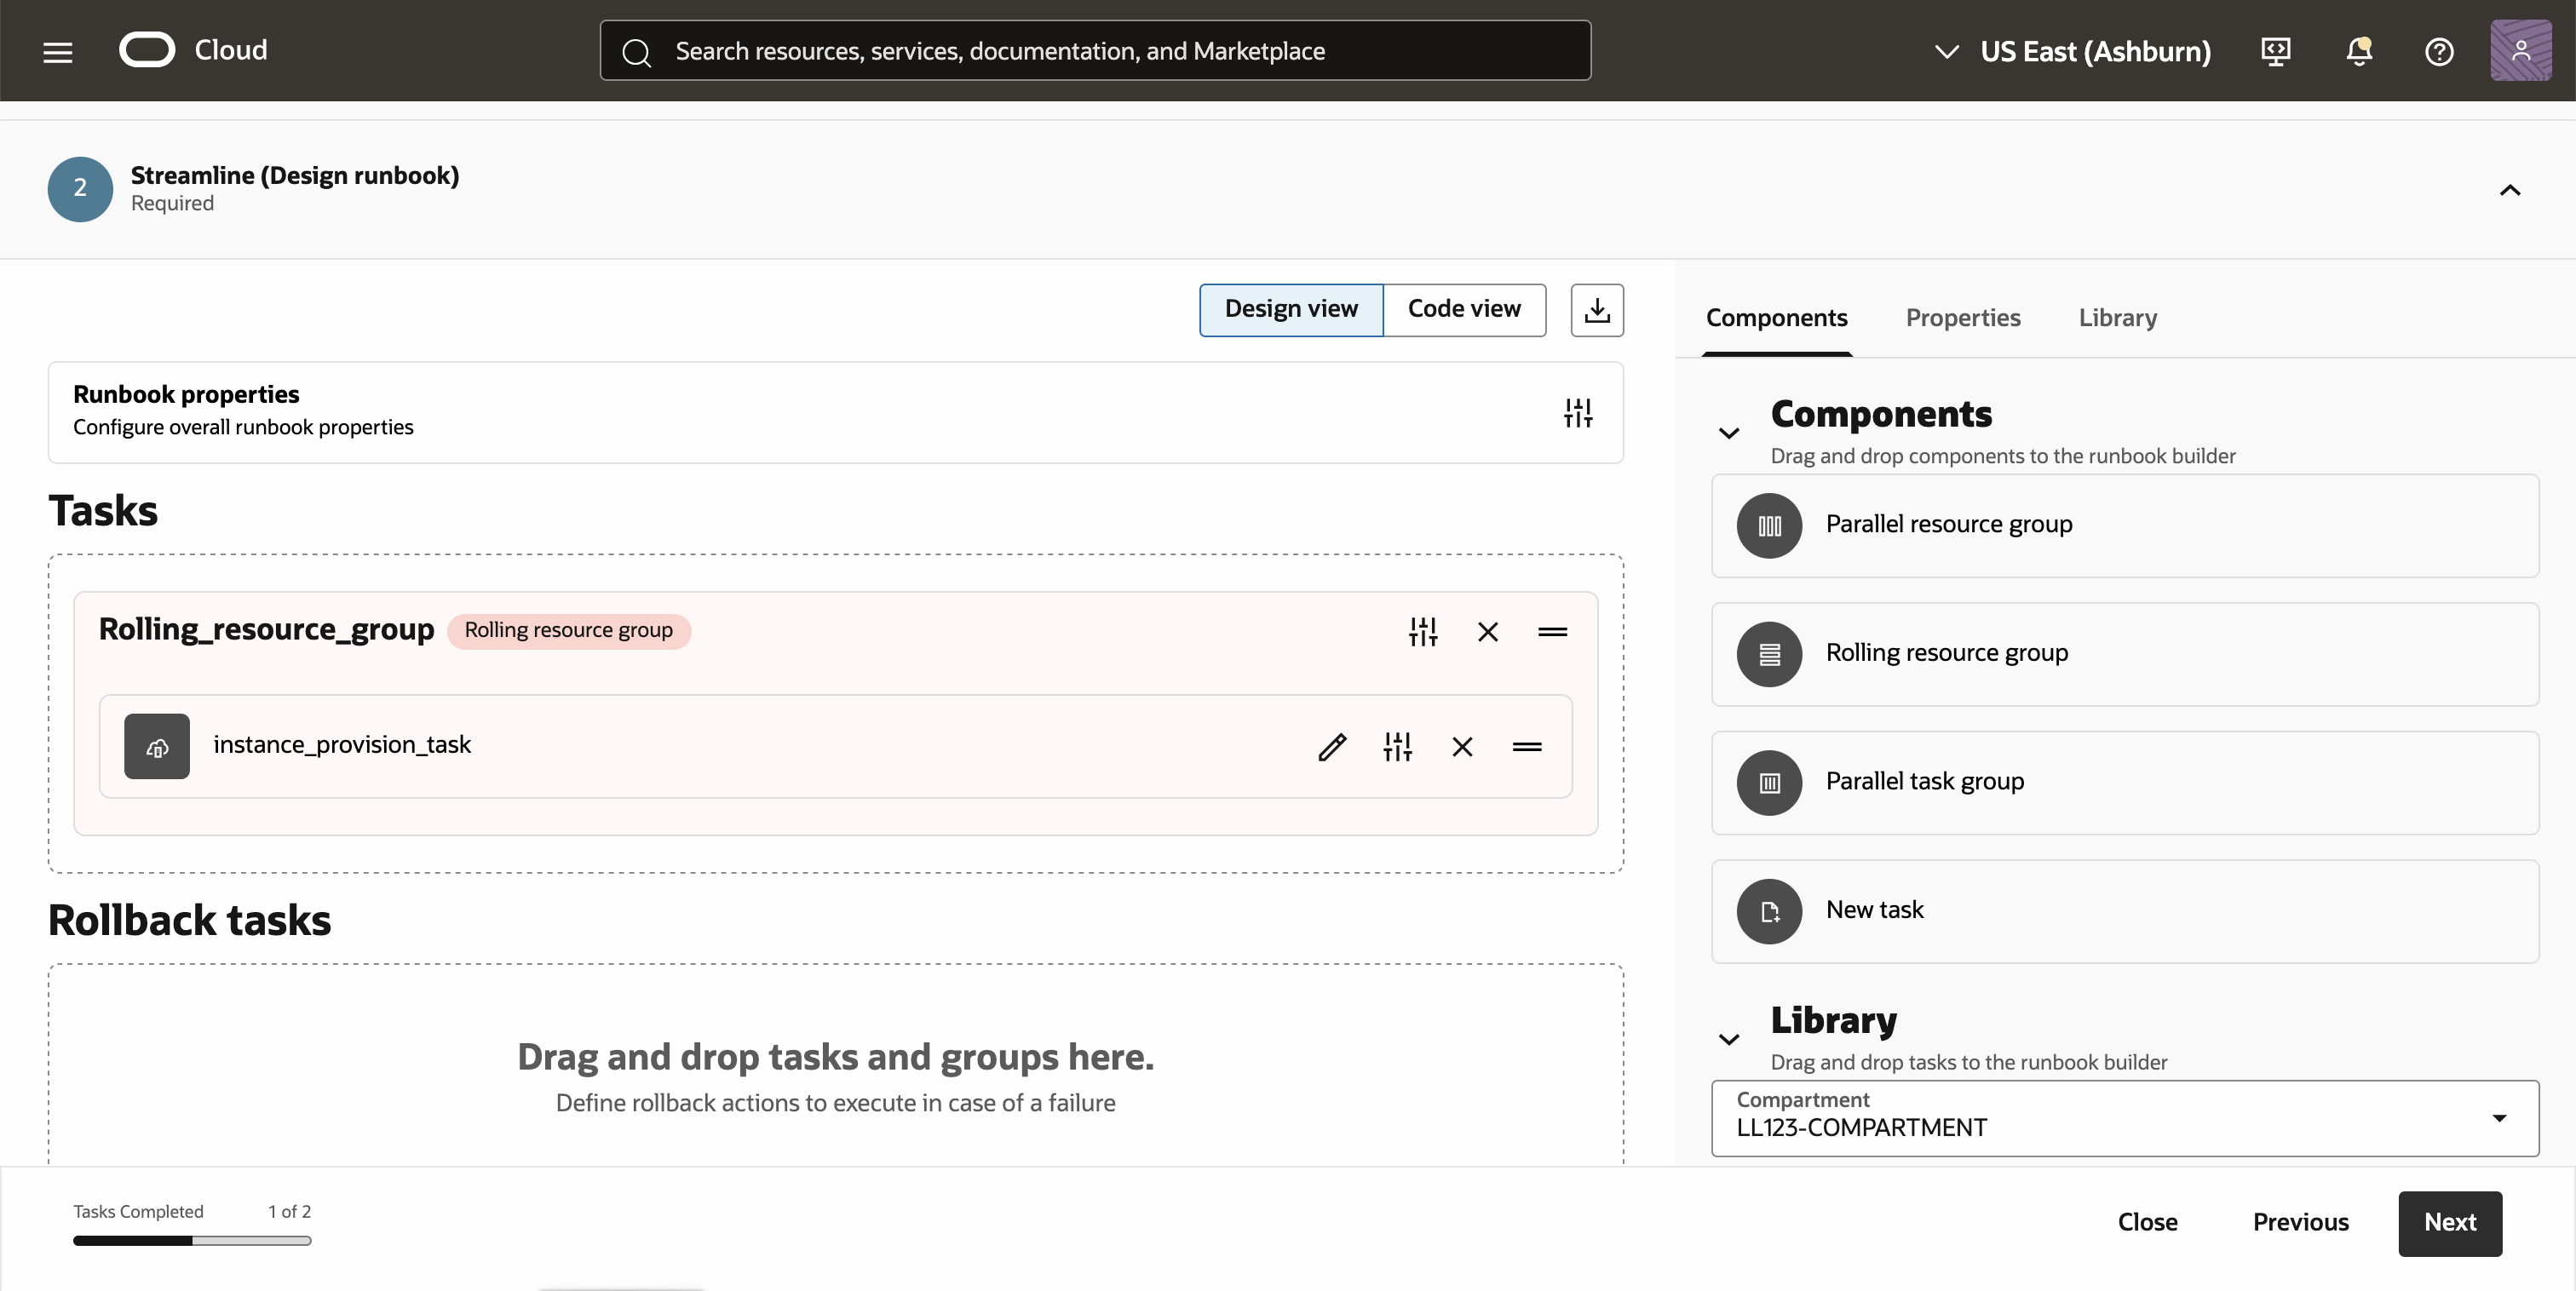 Cloud
Search resources, services, documentation, and Marketplace
US East (Ashburn)
2
Streamline (Design runbook)
Required
Design view
Code view
Runbook properties
Configure overall runbook properties
Tasks
Rolling_resource_group
Rolling resource group
instance_provision_task
Rollback tasks
Drag and drop tasks and groups here.
Define rollback actions to execute in case of a failure
Components
Properties
Library
Components
Drag and drop components to the runbook builder
Parallel resource group
Rolling resource group
Parallel task group
New task
Library
Drag and drop tasks to the runbook builder
Compartment
LL123-COMPARTMENT
Tasks Completed
1 of 2
Close
Previous
Next